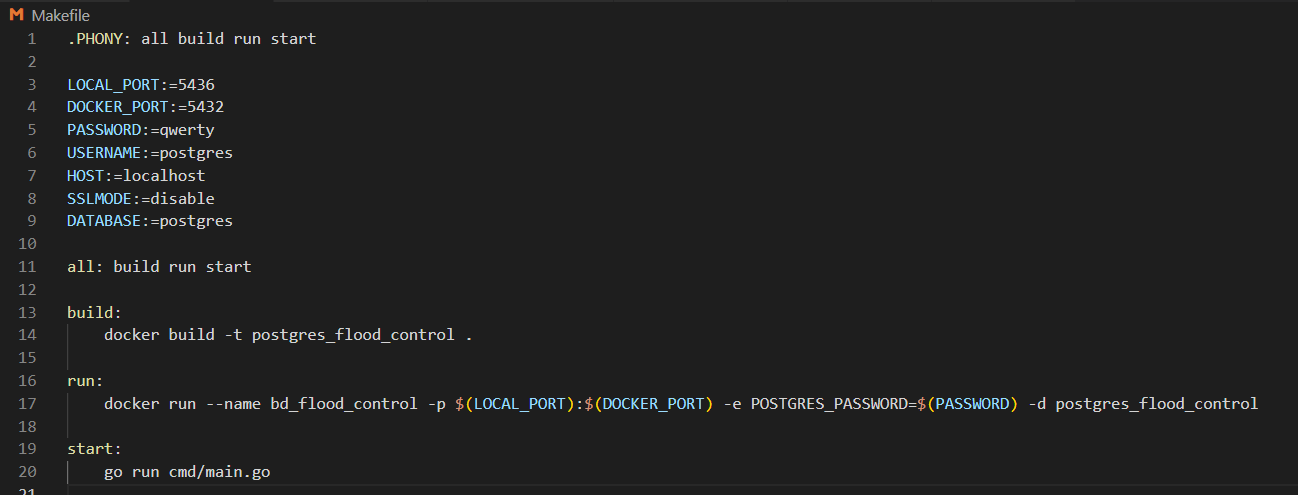 M Makefile
1 .PHONY: all build run start
2
3 LOCAL_PORT:=5436
4 DOCKER_PORT:=5432
5 PASSWORD:=qwerty
6 USERNAME:=postgres
7 HOST:=localhost
8 SSLMODE:=disable
9 DATABASE:=postgres
10
11 all: build run start
12
13 build:
14 docker build -t postgres_flood_control .
15
16 run:
17 docker run --name bd_flood_control -p $(LOCAL_PORT):$(DOCKER_PORT) -e POSTGRES_PASSWORD=$(PASSWORD) -d postgres_flood_control
18
19 start:
20 go run cmd/main.go
21